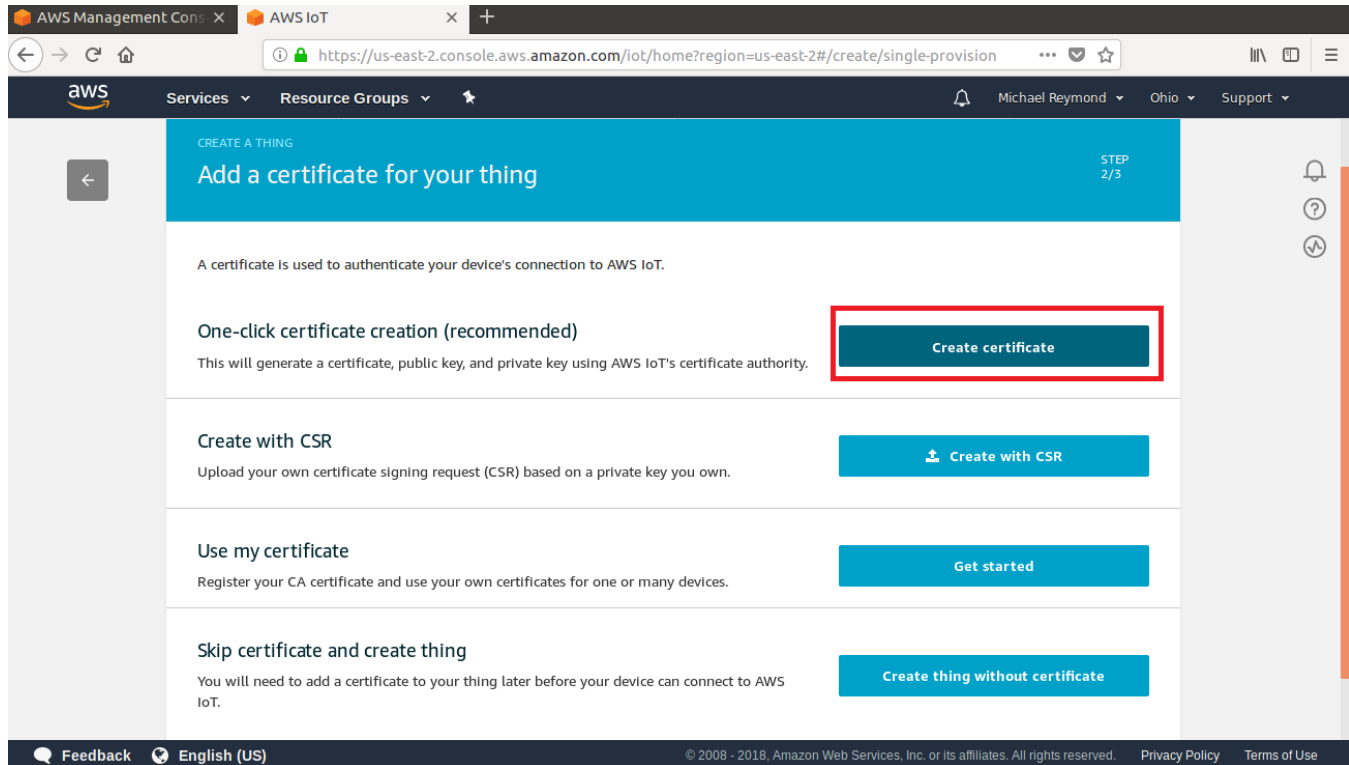 AWS Management Cons
AWS IoT
https://us-east-2.console.aws.amazon.com/iot/home?region=us-east-2#/create/single-provision
aws
Services
Resource Groups
Michael Reymond
Ohio
Support
CREATE A THING
Add a certificate for your thing
STEP
2/3
A certificate is used to authenticate your device's connection to AWS IoT.
One-click certificate creation (recommended)
This will generate a certificate, public key, and private key using AWS IoT's certificate authority.
Create certificate
Create with CSR
Upload your own certificate signing request (CSR) based on a private key you own.
Create with CSR
Use my certificate
Register your CA certificate and use your own certificates for one or many devices.
Get started
Skip certificate and create thing
You will need to add a certificate to your thing later before your device can connect to AWS
IoT.
Create thing without certificate
Feedback
English (US)
© 2008 - 2018, Amazon Web Services, Inc. or its affiliates. All rights reserved.
Privacy Policy
Terms of Use